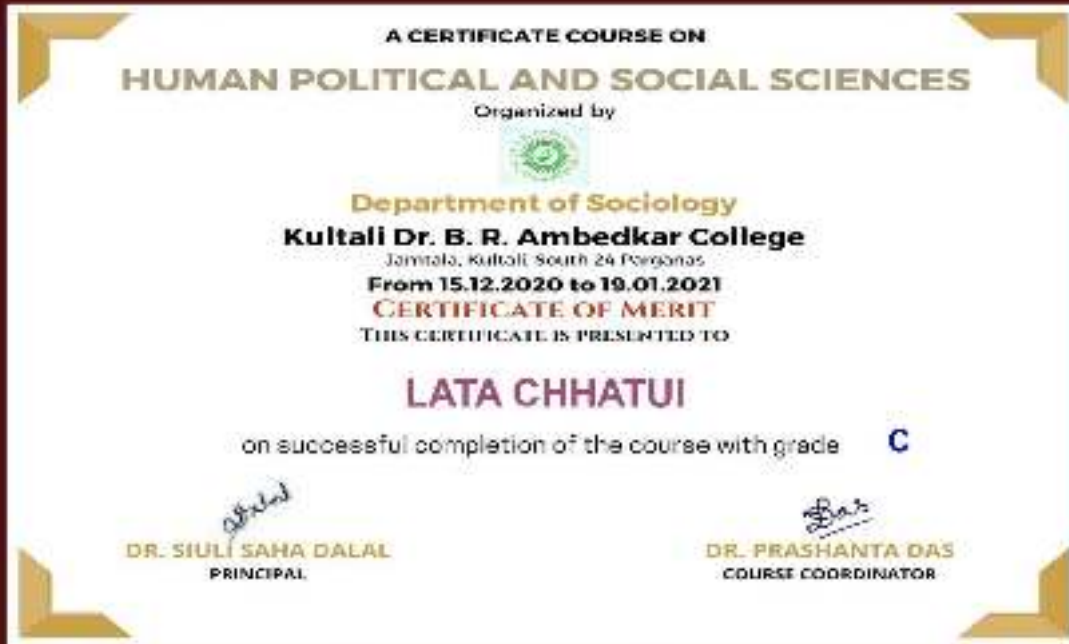 A CERTIFICATE COURSE ON
HUMAN POLITICAL AND SOCIAL SCIENCES
Organized by
Department of Sociology
Kultali Dr. B. R. Ambedkar College
Jamtala, Kultali, South 24 Parganas
From 15.12.2020 to 19.01.2021
CERTIFICATE OF MERIT
THIS CERTIFICATE IS PRESENTED TO
LATA CHHATUI
on successful completion of the course with grade C
Dalal
Das
DR. SIULI SAHA DALAL
DR. PRASHANTA DAS
PRINCIPAL
COURSE COORDINATOR